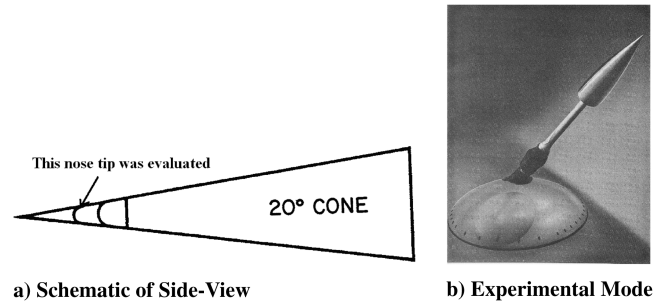 This nose tip was evaluated
20° CONE
a) Schematic of Side-View
b) Experimental Mode